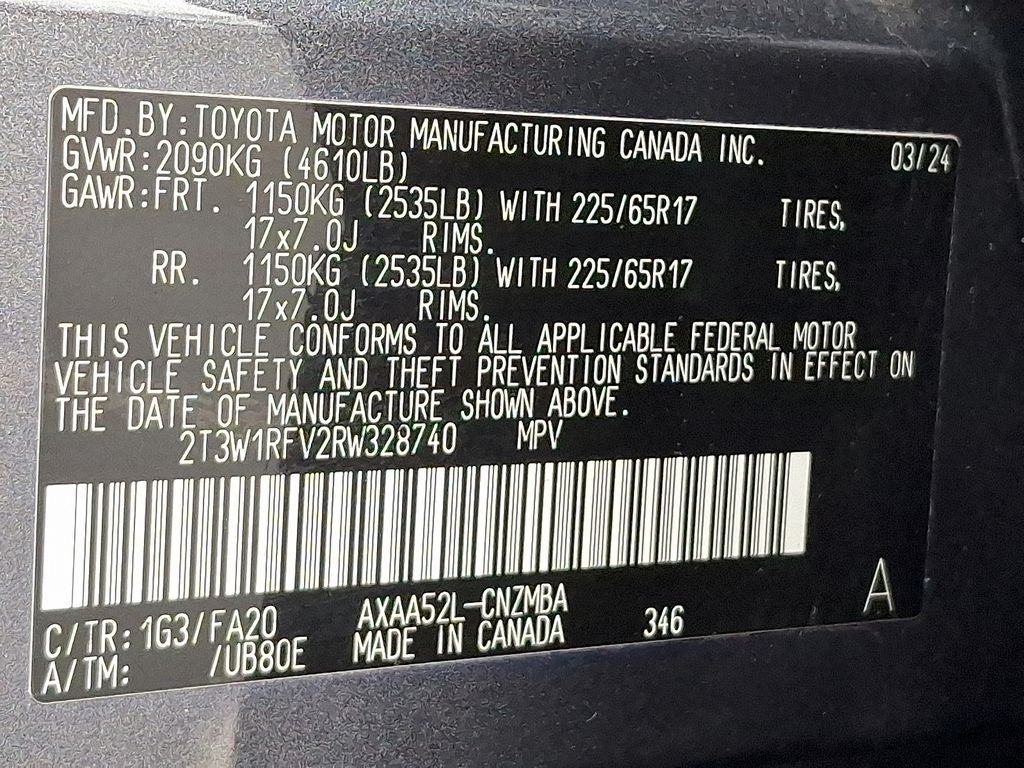 MFD.BY:TOYOTA MOTOR MANUFACTURING CANADA INC. 03/24
GVWR:2090KG (4610LB)
GAWR:FRT. 1150KG (2535LB) WITH 225/65R17 TIRES,
17x7.0J RIMS.
RR. 1150KG (2535LB) WITH 225/65R17 TIRES,
17x7.0J RIMS.
THIS VEHICLE CONFORMS TO ALL APPLICABLE FEDERAL MOTOR
VEHICLE SAFETY AND THEFT PREVENTION STANDARDS IN EFFECT ON
THE DATE OF MANUFACTURE SHOWN ABOVE.
2T3W1RFV2RW328740 MPV
A
C/TR:1G3/FA20 AXAA52L-CNZMBA 346
A/TM: /UB80E MADE IN CANADA